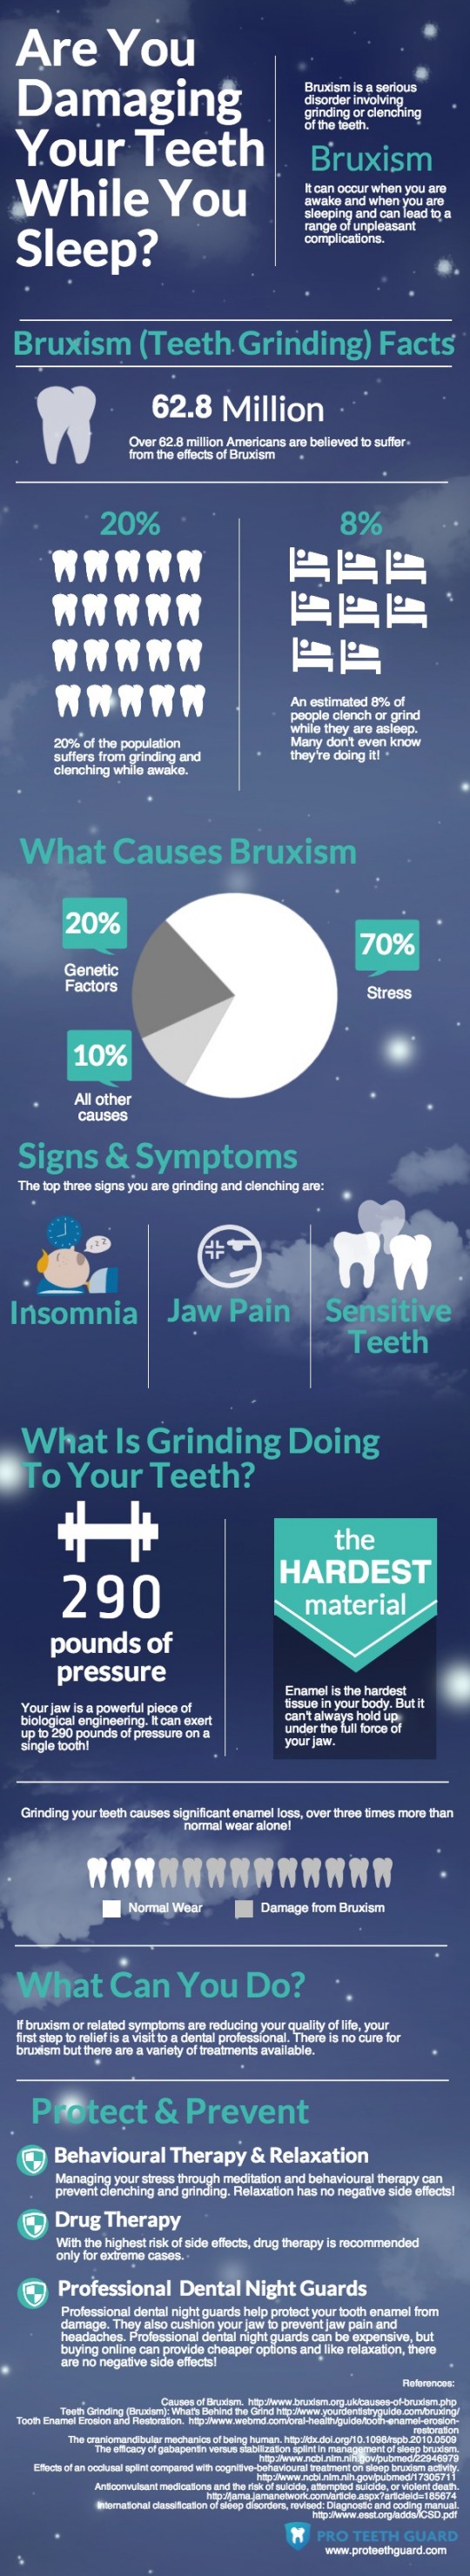 Are You
Damaging
Your Teeth
While You
Sleep?
Bruxism is a serious
disorder involving
grinding or clenching
of the teeth.
Bruxism
It can occur when you are
awake and when you are
sleeping and can lead to a
range of unpleasant
complications.
Bruxism (Teeth Grinding) Facts
62.8 Million
Over 62.8 million Americans are believed to suffer
from the effects of Bruxism
20%
20% of the population
suffers from grinding and
clenching while awake.
8%
An estimated 8% of
people clench or grind
while they are asleep.
Many don't even know
they're doing it!
What Causes Bruxism
20%
Genetic
Factors
70%
Stress
10%
All other
causes
Signs & Symptoms
The top three signs you are grinding and clenching are:
Insomnia
Jaw Pain
Sensitive
Teeth
What Is Grinding Doing
To Your Teeth?
290
pounds of
pressure
Your jaw is a powerful piece of
biological engineering. It can exert
up to 290 pounds of pressure on a
single tooth!
the
HARDEST
material
Enamel is the hardest
tissue in your body. But it
can't always hold up
under the full force of
your jaw.
Grinding your teeth causes significant enamel loss, over three times more than
normal wear alone!
Normal Wear
Damage from Bruxism
What Can You Do?
If bruxism or related symptoms are reducing your quality of life, your
first step to relief is a visit to a dental professional. There is no cure for
bruxism but there are a variety of treatments available.
Protect & Prevent
Behavioural Therapy & Relaxation
Managing your stress through meditation and behavioural therapy can
prevent clenching and grinding. Relaxation has no negative side effects!
Drug Therapy
With the highest risk of side effects, drug therapy is recommended
only for extreme cases.
Professional Dental Night Guards
Professional dental night guards help protect your tooth enamel from
damage. They also cushion your jaw to prevent jaw pain and
headaches. Professional dental night guards can be expensive, but
buying online can provide cheaper options and like relaxation, there
are no negative side effects!
References:
Causes of Bruxism. http://www.bruxism.org.uk/causes-of-bruxism.php
Teeth Grinding (Bruxism): What's Behind the Grind http://www.yourdentistryguide.com/bruxing/
Tooth Enamel Erosion and Restoration. http://www.webmd.com/oral-health/guide/tooth-enamel-erosion-
restoration
The craniomandibular mechanics of being human. http://dx.doi.org/10.1098/rspb.2010.0509
The efficacy of gabapentin versus stabilization splint in management of sleep bruxism.
http://www.ncbi.nlm.nih.gov/pubmed/22946979
Effects of an occlusal splint compared with cognitive-behavioural treatment on sleep bruxism activity.
http://www.ncbi.nlm.nih.gov/pubmed/17305711
Anticonvulsant medications and the risk of suicide, attempted suicide, or violent death.
http://jama.jamanetwork.com/article.aspx?articleid=185674
International classification of sleep disorders, revised: Diagnostic and coding manual.
http://www.esst.org/adds/ICSD.pdf
PRO TEETH GUARD
www.proteethguard.com